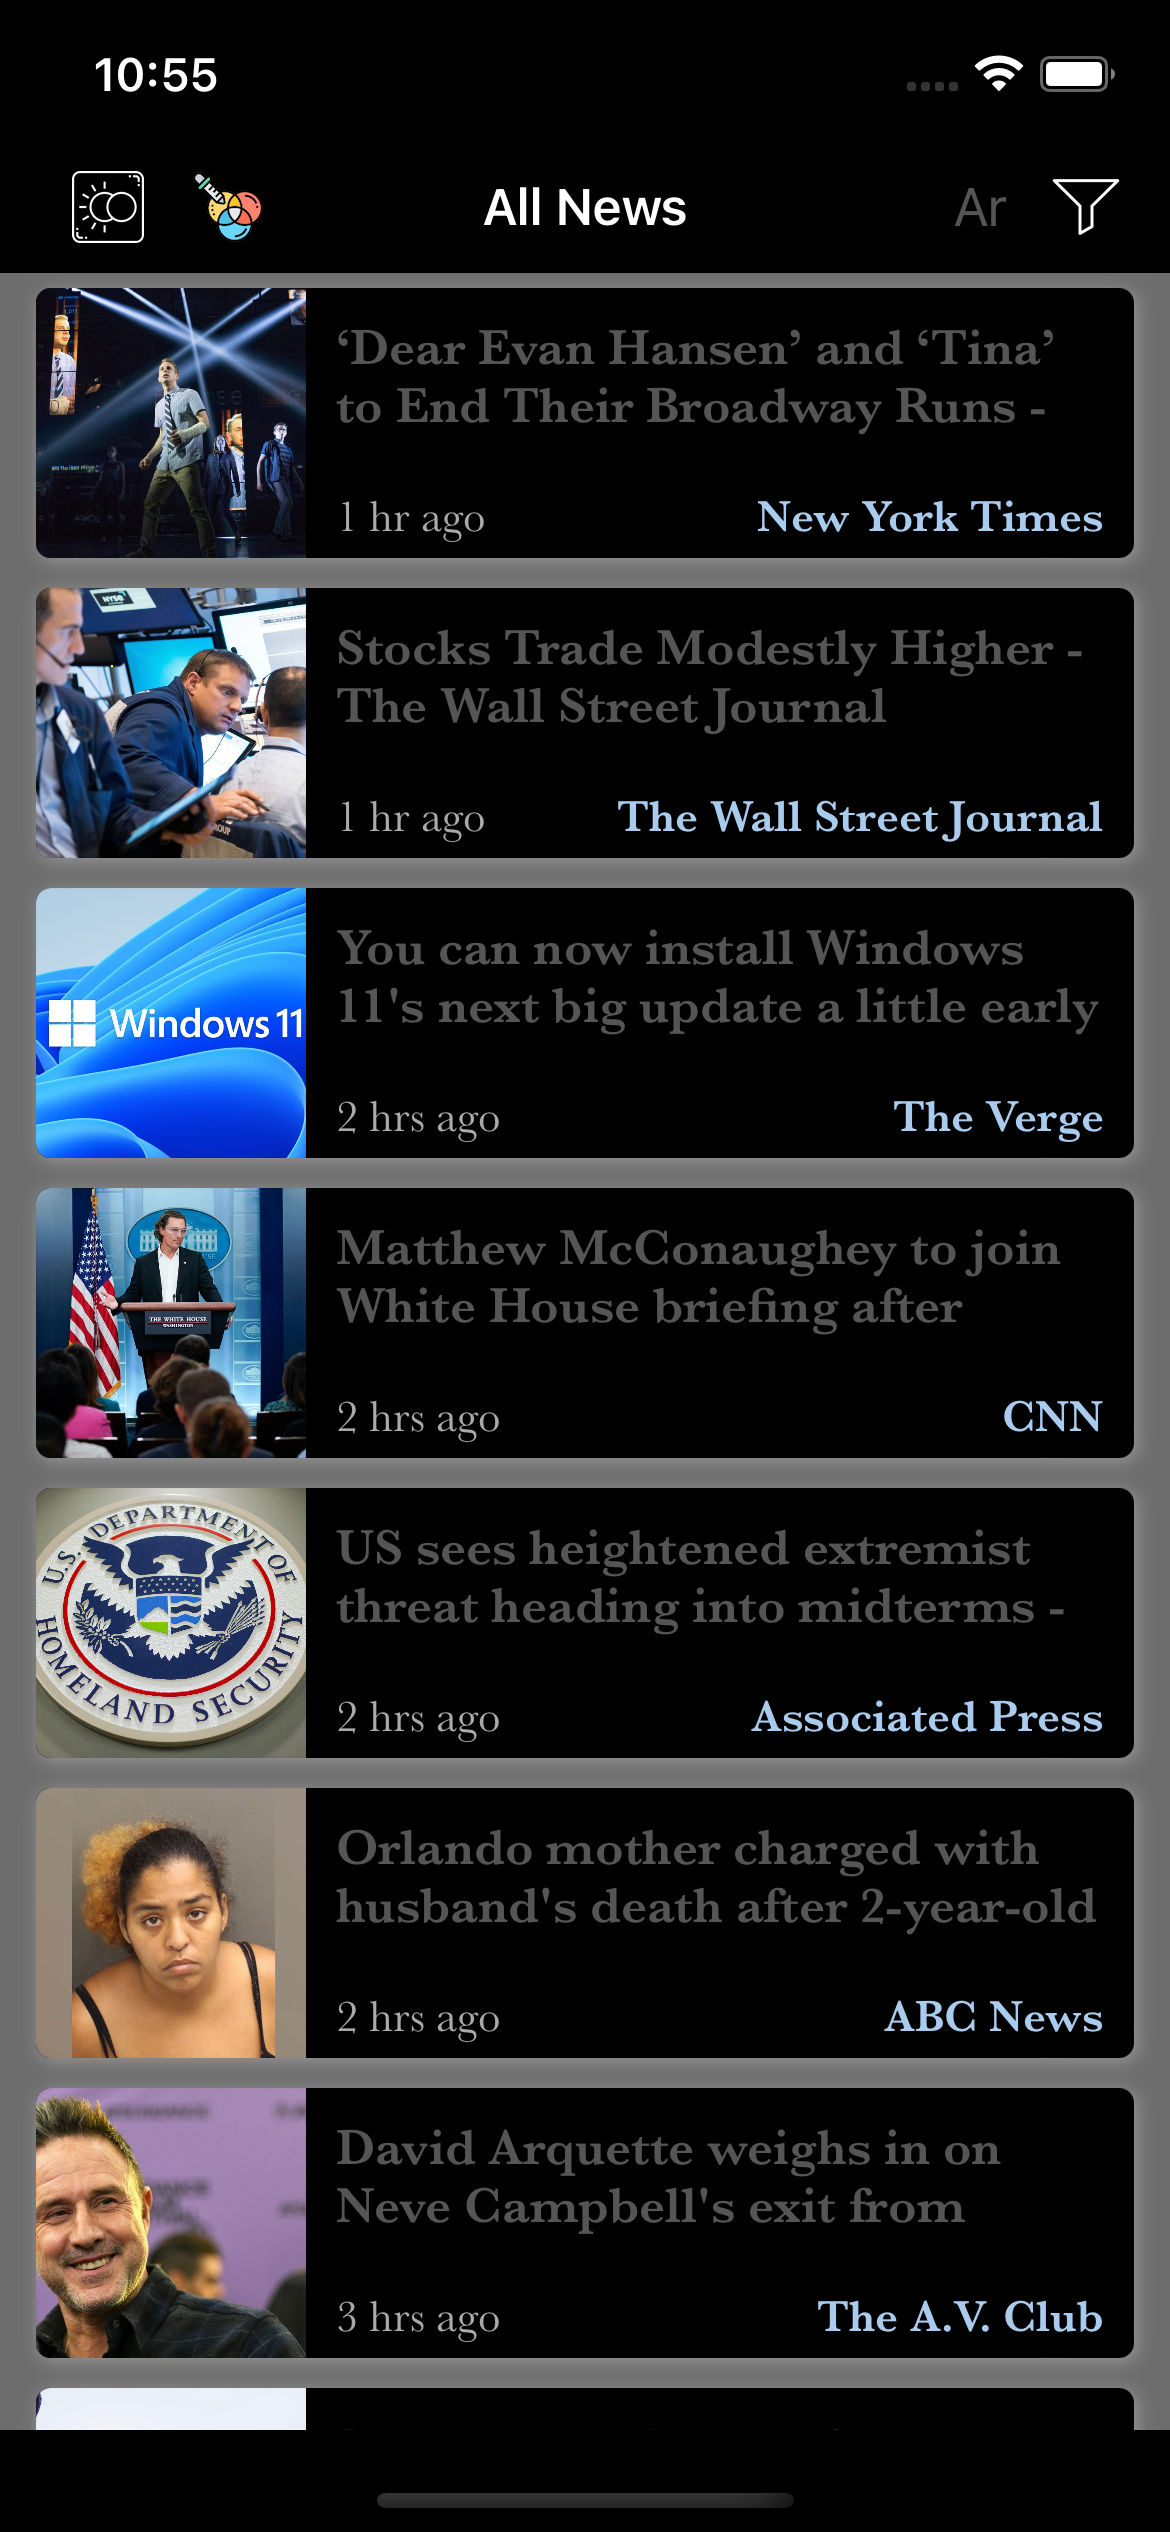 10:55
All News
Ar
‘Dear Evan Hansen’ and ‘Tina’
to End Their Broadway Runs -
1 hr ago
New York Times
NYSE
Stocks Trade Modestly Higher -
The Wall Street Journal
1 hr ago
The Wall Street Journal
Windows 11
You can now install Windows
11's next big update a little early
2 hrs ago
The Verge
THE WHITE HOUSE
WASHINGTON
Matthew McConaughey to join
White House briefing after
2 hrs ago
CNN
U.S. DEPARTMENT OF
HOMELAND SECURITY
US sees heightened extremist
threat heading into midterms -
2 hrs ago
Associated Press
Orlando mother charged with
husband's death after 2-year-old
2 hrs ago
ABC News
David Arquette weighs in on
Neve Campbell's exit from
3 hrs ago
The A.V. Club